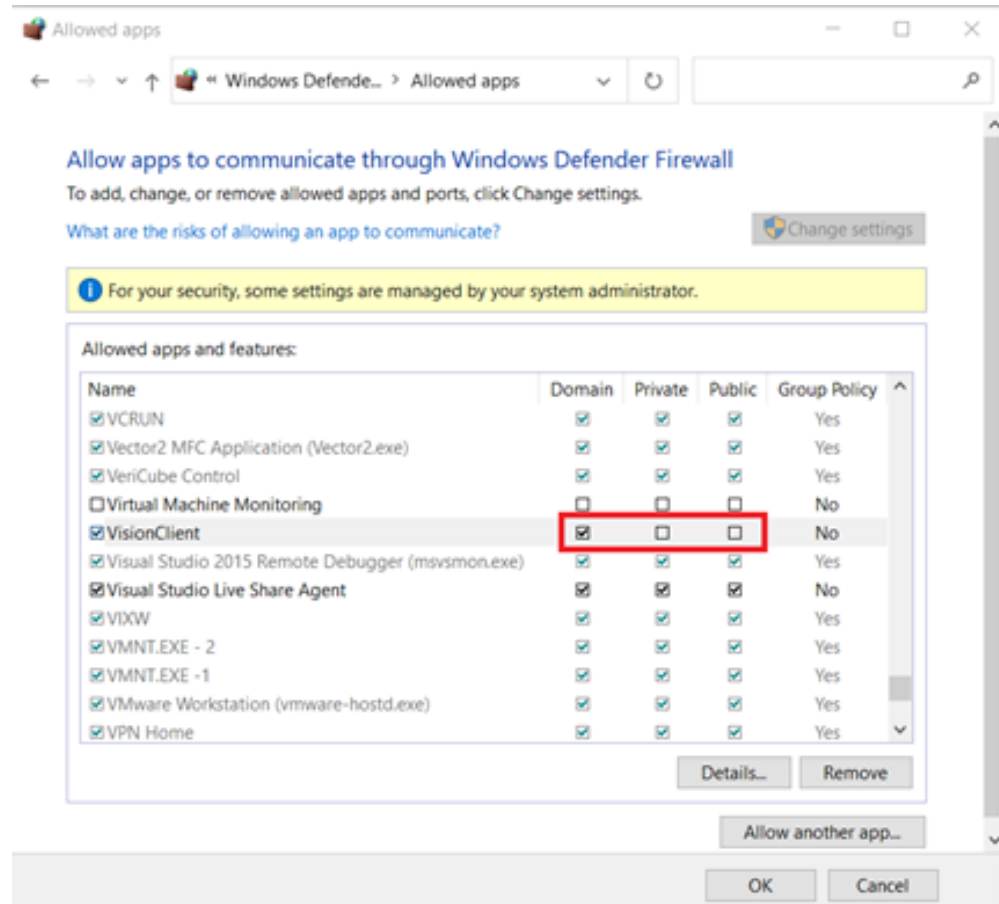 Allowed apps
« Windows Defende... > Allowed apps
Allow apps to communicate through Windows Defender Firewall
To add, change, or remove allowed apps and ports, click Change settings.
What are the risks of allowing an app to communicate?
Change settings
For your security, some settings are managed by your system administrator.
Allowed apps and features:
Name Domain Private Public Group Policy
VCRUN Yes
Vector2 MFC Application (Vector2.exe) Yes
VeriCube Control Yes
Virtual Machine Monitoring No
VisionClient No
Visual Studio 2015 Remote Debugger (msvsmon.exe) Yes
Visual Studio Live Share Agent No
VIXW Yes
VMNT.EXE - 2 Yes
VMNT.EXE -1 Yes
VMware Workstation (vmware-hostd.exe) Yes
VPN Home Yes
Details... Remove
Allow another app...
OK Cancel